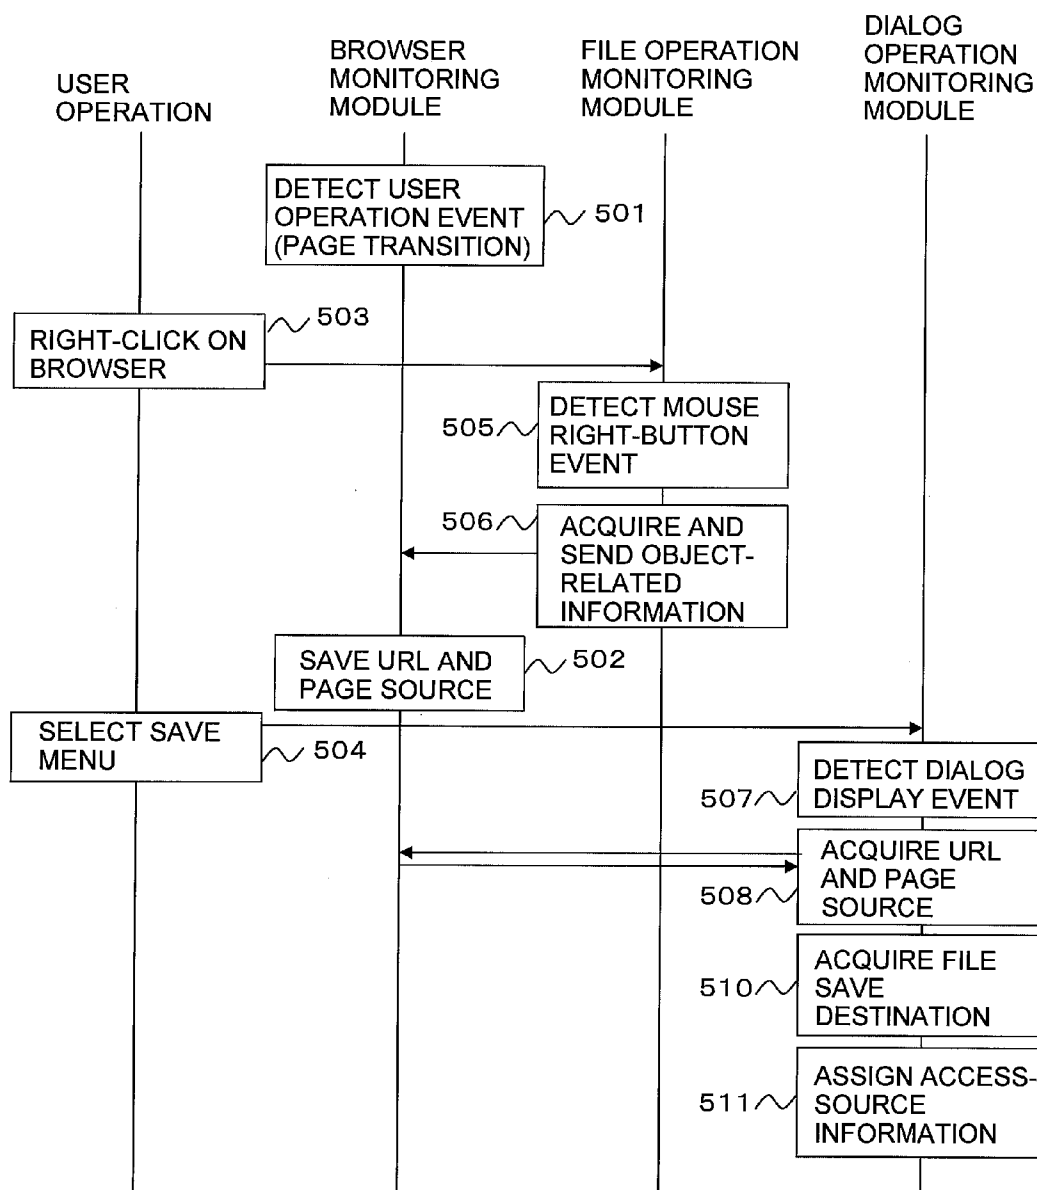 USER
OPERATION
BROWSER
MONITORING
MODULE
FILE OPERATION
MONITORING
MODULE
DIALOG
OPERATION
MONITORING
MODULE
DETECT USER
OPERATION EVENT
(PAGE TRANSITION)
501
RIGHT-CLICK ON
BROWSER
503
505
DETECT MOUSE
RIGHT-BUTTON
EVENT
506
ACQUIRE AND
SEND OBJECT-
RELATED
INFORMATION
SAVE URL AND
PAGE SOURCE
502
SELECT SAVE
MENU
504
507
DETECT DIALOG
DISPLAY EVENT
508
ACQUIRE URL
AND PAGE
SOURCE
510
ACQUIRE FILE
SAVE
DESTINATION
511
ASSIGN ACCESS-
SOURCE
INFORMATION